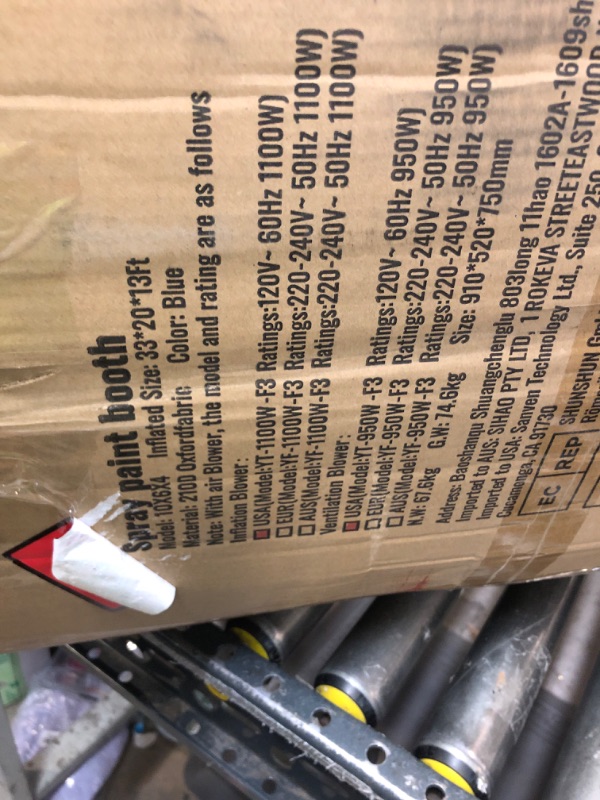 Spray paint booth
Model: 10X6X4 Inflated Size: 33*20*13Ft
Material: 210D Oxfordfabric Color: Blue
Note: With air Blower, the model and rating are as follows
Inflation Blower:
USA(Model:YT-1100W-F3 Ratings:120V~ 60Hz 1100W)
EUR(Model:YF-1100W-F3 Ratings:220-240V~ 50Hz 1100W)
AUS(Model:YF-1100W-F3 Ratings:220-240V~ 50Hz 1100W)
Ventilation Blower:
USA(Model:YT-950W-F3 Ratings:120V~ 60Hz 950W)
EUR(Model:YF-950W-F3 Ratings:220-240V~ 50Hz 950W)
AUS(Model:YF-950W-F3 Ratings:220-240V~ 50Hz 950W)
N.W: 67.6kg G.W: 74.6kg Size: 910*520*750mm
Address: Baoshanqu Shuangchenglu 803long 11hao 1602A-1609sh
Imported to AUS: SIHAO PTY LTD, 1 ROKEVA STREETEASTWOOD
Imported to USA: Sanven Technology Ltd., Suite 250,
Cucamonga, CA 91730
EC REP
SHUNSHUN